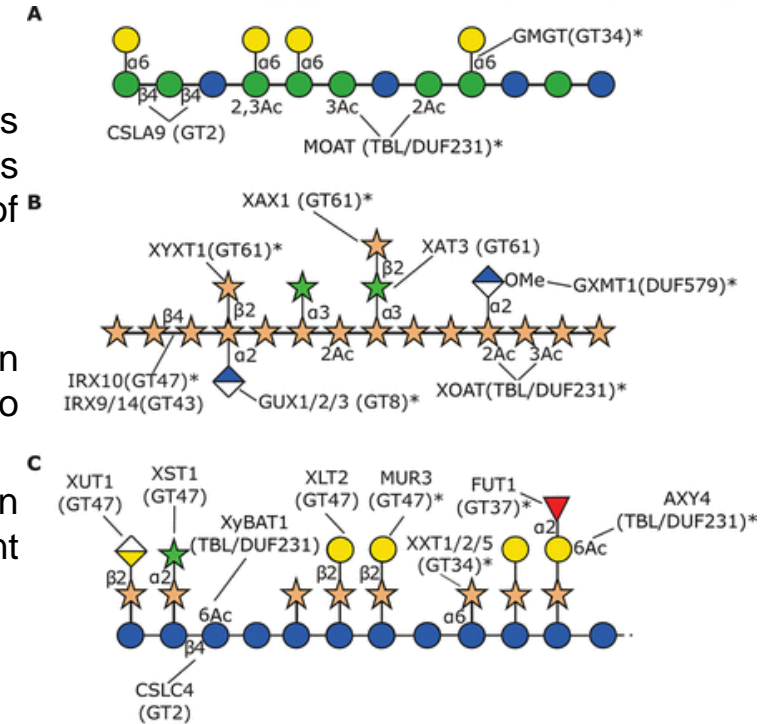 A
α6
α6
α6
α6
GMGT(GT34)*
β4
β4
2,3Ac
3Ac
2Ac
CSLA9 (GT2)
MOAT (TBL/DUF231)*
s
s
of
B
XAX1 (GT61)*
XYXT1(GT61)*
XAT3 (GT61)
β2
β2
OMe
GXMT1(DUF579)*
β4
α3
α3
α2
α2
2Ac
2Ac
3Ac
IRX10(GT47)*
IRX9/14(GT43)
GUX1/2/3 (GT8)*
XOAT(TBL/DUF231)*
n
o
n
nt
C
XUT1
(GT47)
XST1
(GT47)
XyBAT1
(TBL/DUF231)
XLT2
(GT47)
MUR3
(GT47)*
FUT1
(GT37)*
AXY4
(TBL/DUF231)*
XXT1/2/5
(GT34)*
α2
6Ac
β2
α2
β2
β2
6Ac
α6
β4
CSLC4
(GT2)